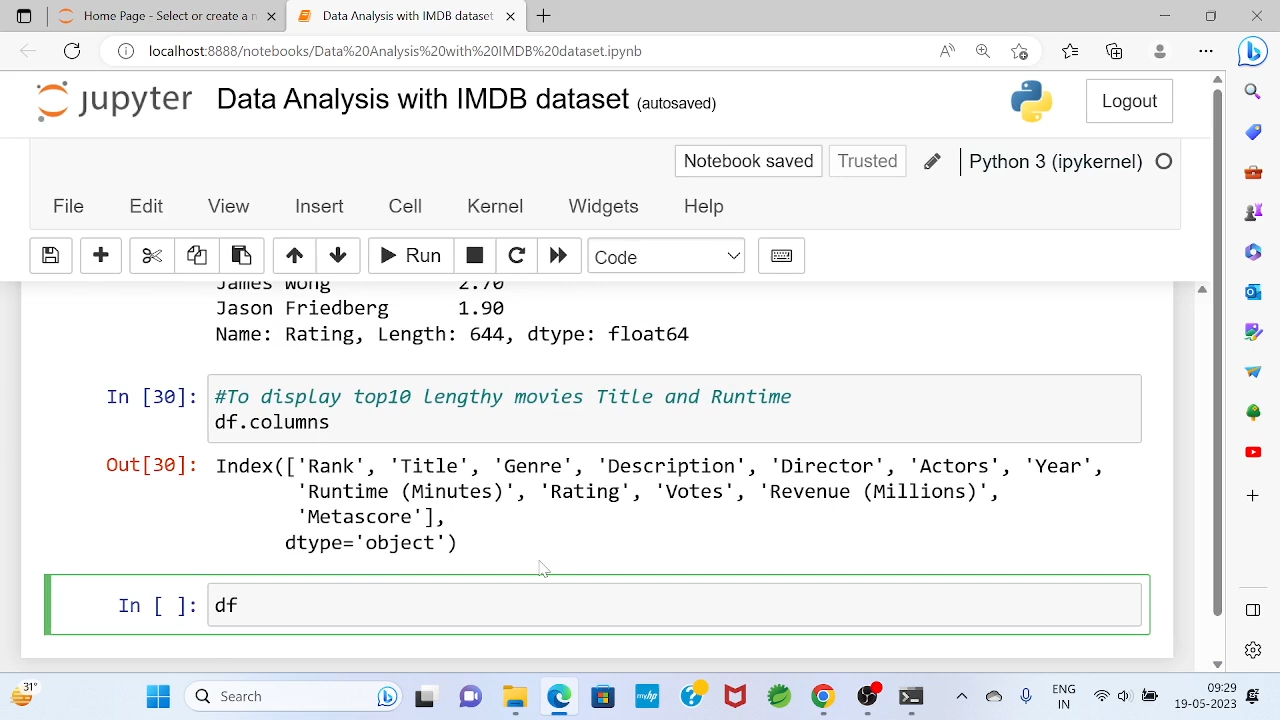 Home Page - Select or create a n
Data Analysis with IMDB dataset
localhost:8888/notebooks/Data%20Analysis%20with%20IMDB%20dataset.ipynb
jupyter Data Analysis with IMDB dataset (autosaved)
Logout
Notebook saved Trusted Python 3 (ipykernel)
File Edit View Insert Cell Kernel Widgets Help
Run Code
James Wong 2.70
Jason Friedberg 1.90
Name: Rating, Length: 644, dtype: float64
In [30]: #To display top10 lengthy movies Title and Runtime
df.columns
Out[30]: Index(['Rank', 'Title', 'Genre', 'Description', 'Director', 'Actors', 'Year',
'Runtime (Minutes)', 'Rating', 'Votes', 'Revenue (Millions)',
'Metascore'],
dtype='object')
In [ ]: df
31°
Search
myhp
ENG
IN
09:29
19-05-2023